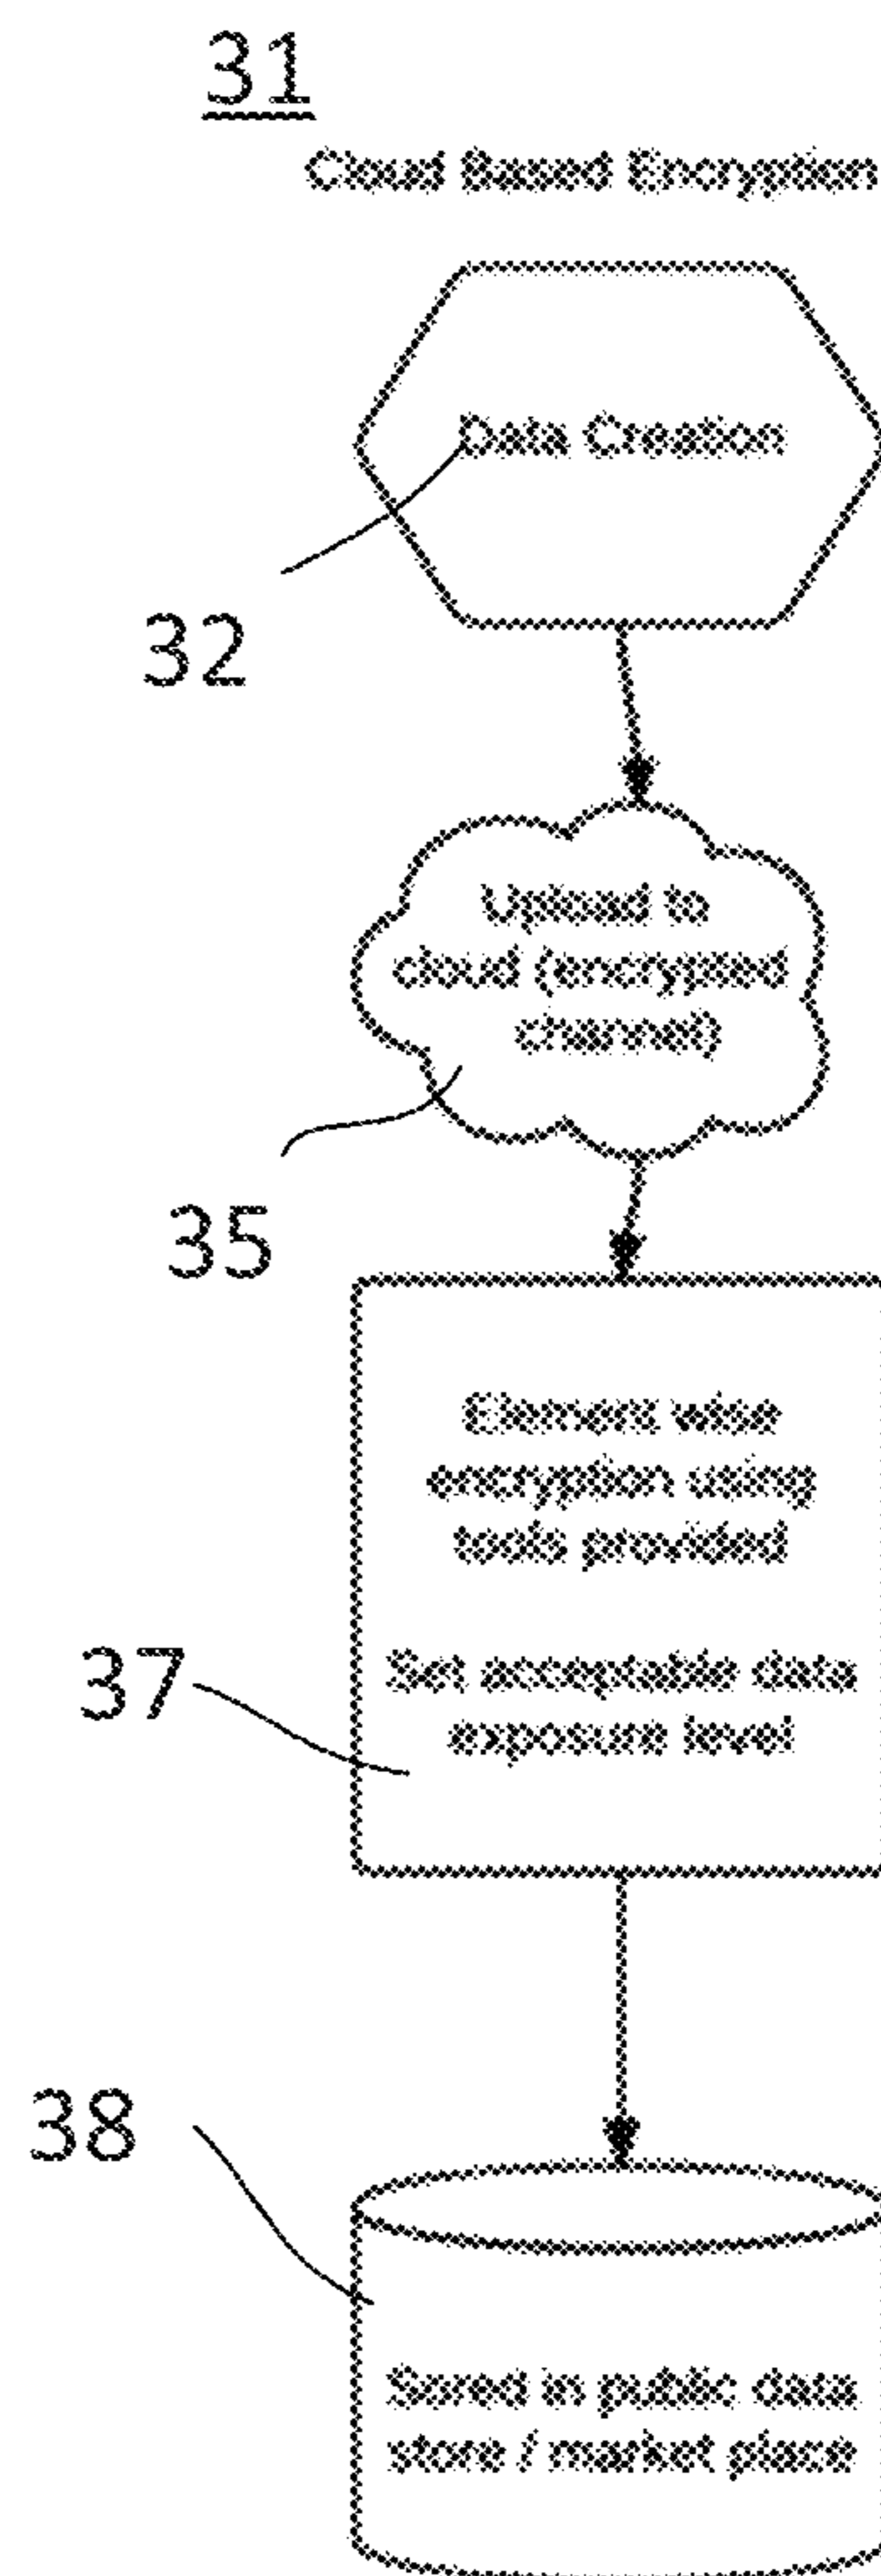 31
Cloud Based Encryption
Data Creation
32
Upload to
cloud (encrypted
channel)
35
Element wise
encryption using
tools provided
37
Set acceptable data
exposure level
38
Sored in public data
store / market place